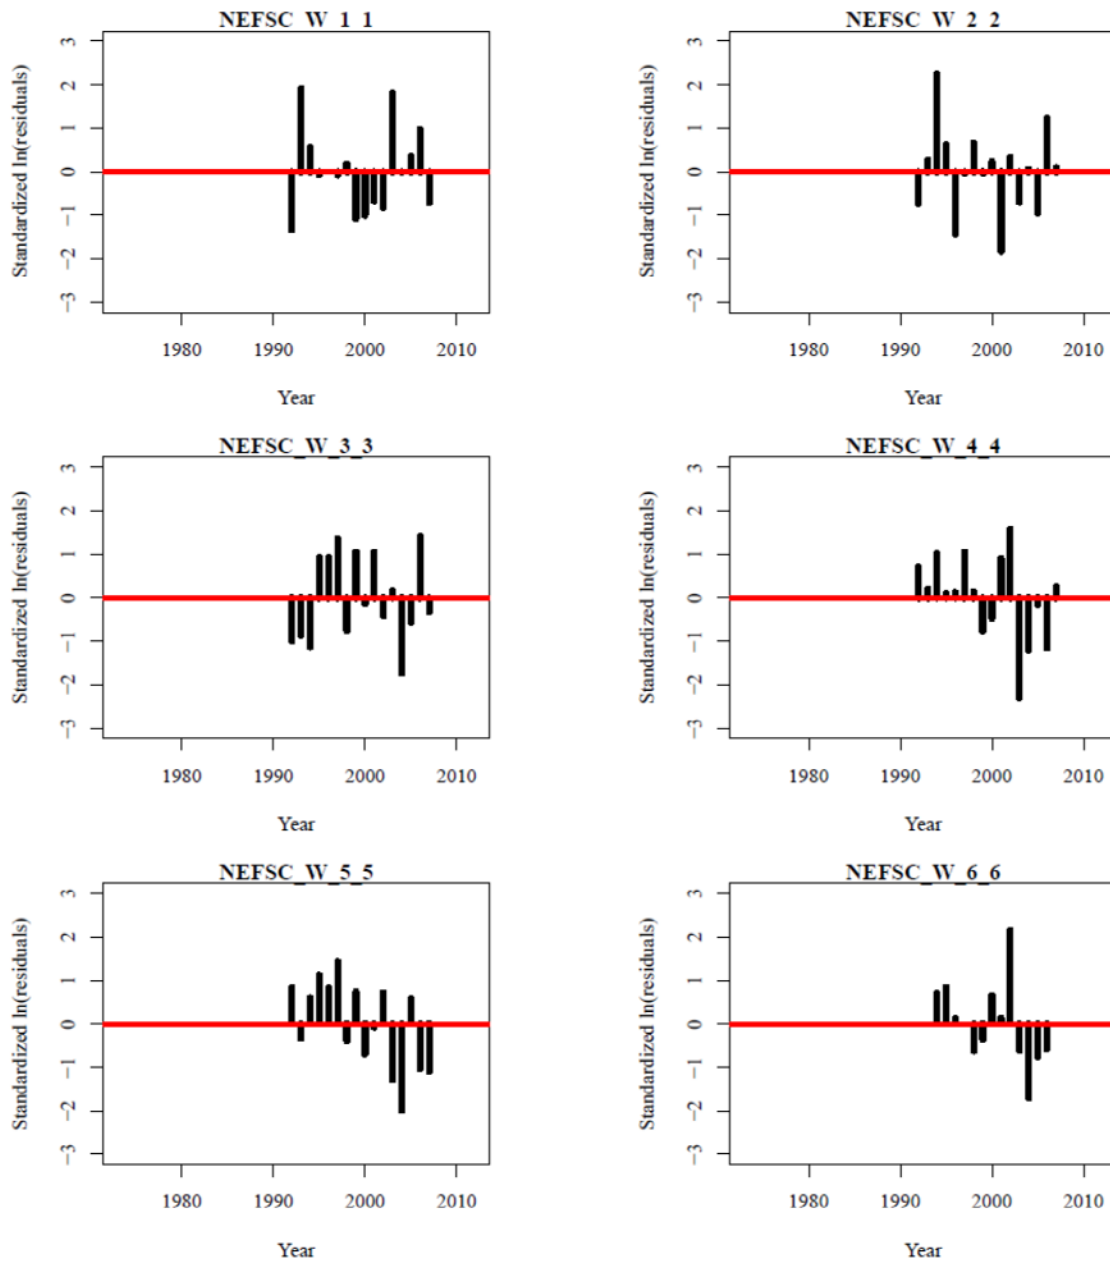 NEFSC_W_1_1
Standardized ln(residuals)
3
2
1
0
−1
−2
−3
1980 1990 2000 2010
Year
NEFSC_W_2_2
Standardized ln(residuals)
3
2
1
0
−1
−2
−3
1980 1990 2000 2010
Year
NEFSC_W_3_3
Standardized ln(residuals)
3
2
1
0
−1
−2
−3
1980 1990 2000 2010
Year
NEFSC_W_4_4
Standardized ln(residuals)
3
2
1
0
−1
−2
−3
1980 1990 2000 2010
Year
NEFSC_W_5_5
Standardized ln(residuals)
3
2
1
0
−1
−2
−3
1980 1990 2000 2010
Year
NEFSC_W_6_6
Standardized ln(residuals)
3
2
1
0
−1
−2
−3
1980 1990 2000 2010
Year